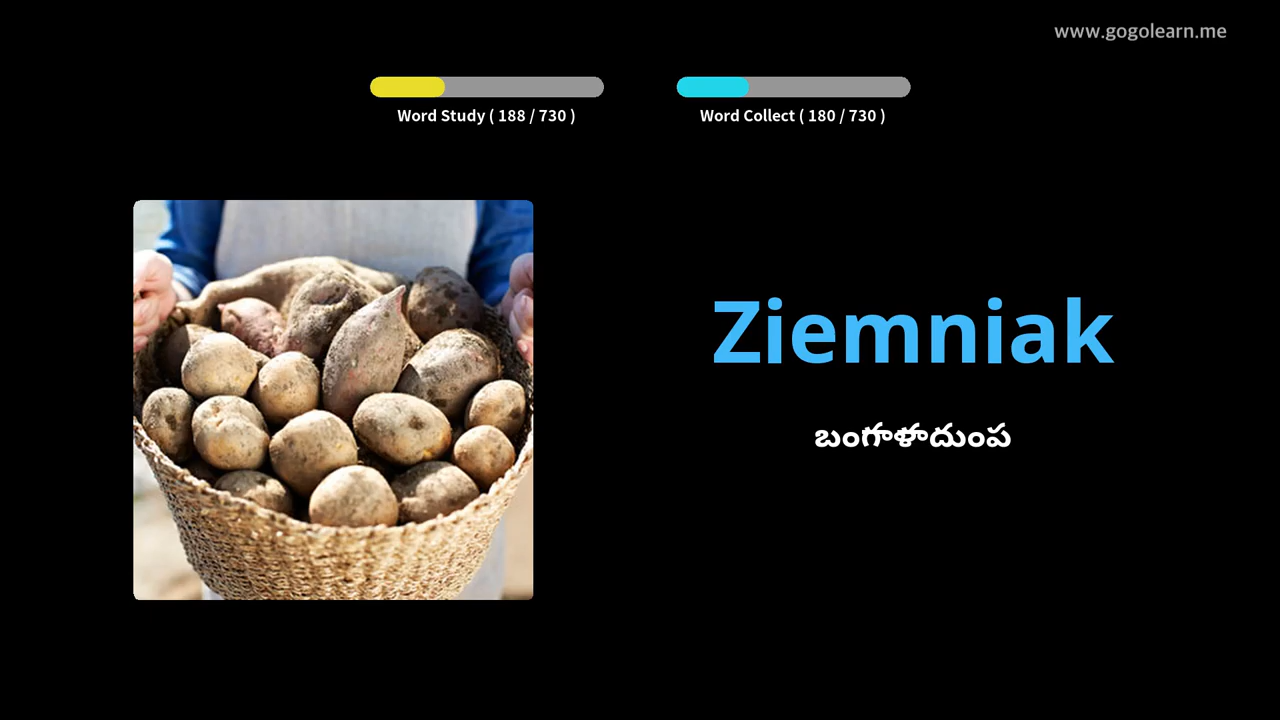 www.gogolearn.me
Word Study ( 188 / 730 )
Word Collect ( 180 / 730 )
Ziemniak
బంగాళాదుంప